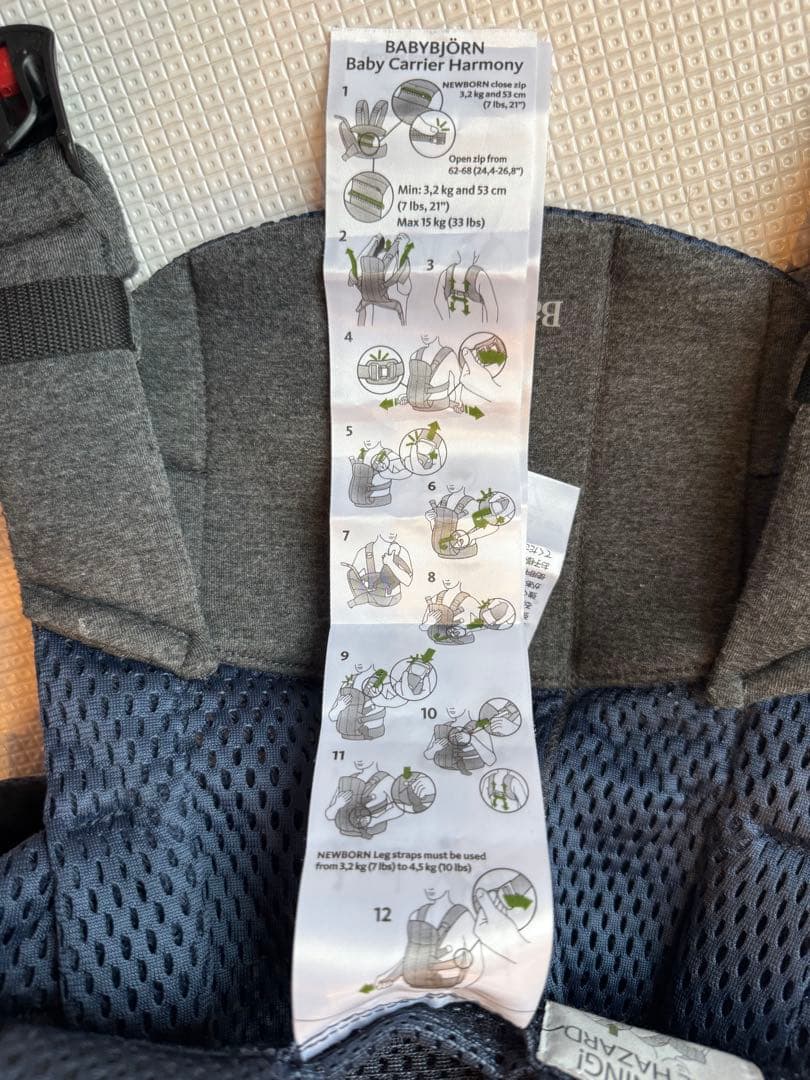 BABYBJÖRN
Baby Carrier Harmony
1
NEWBORN close zip
3,2 kg and 53 cm
(7 lbs, 21")
Open zip from
62-68 (24,4-26,8")
Min: 3,2 kg and 53 cm
(7 lbs, 21")
Max 15 kg (33 lbs)
2
3
4
5
6
7
8
9
10
11
NEWBORN Leg straps must be used
from 3,2 kg (7 lbs) to 4,5 kg (10 lbs)
12
HAZARD